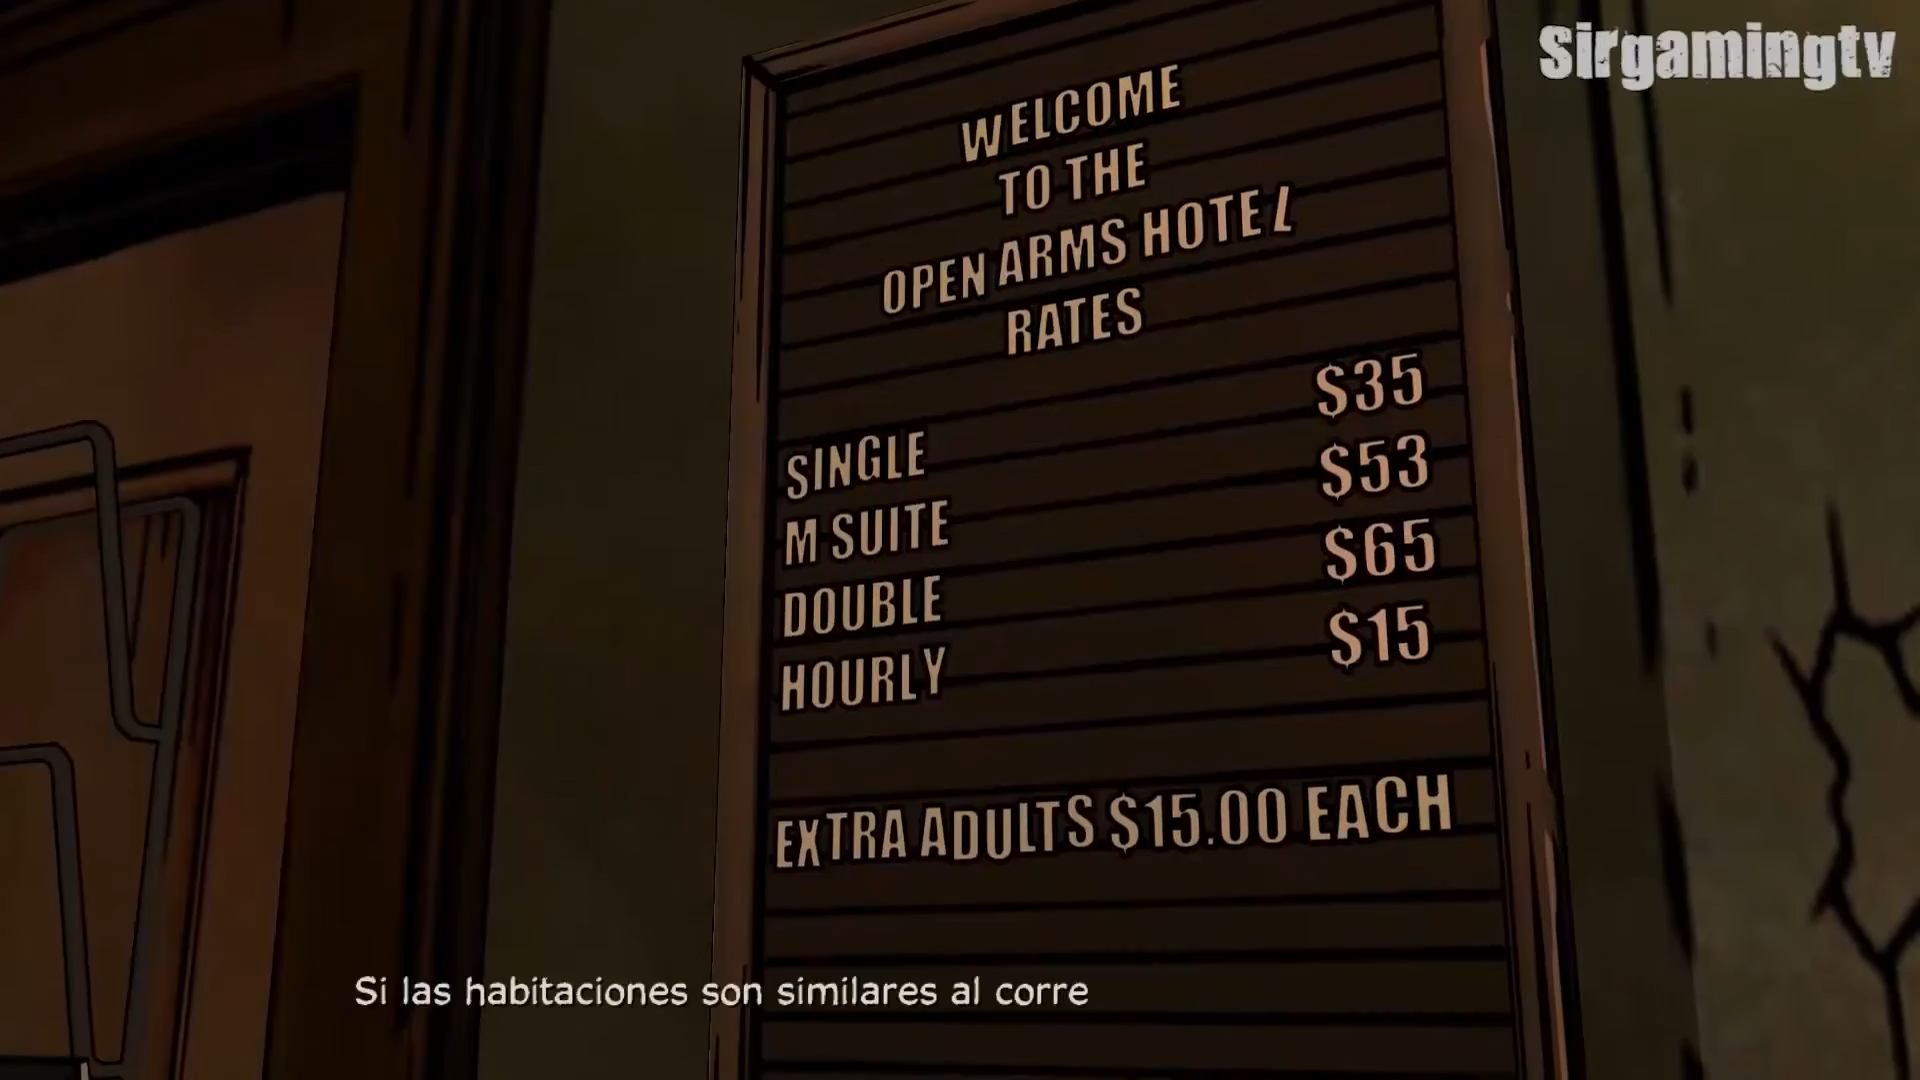 Sirgamingtv
WELCOME
TO THE
OPEN ARMS HOTEL
RATES
SINGLE $35
M SUITE $53
DOUBLE $65
HOURLY $15
EXTRA ADULTS $15.00 EACH
Si las habitaciones son similares al corre